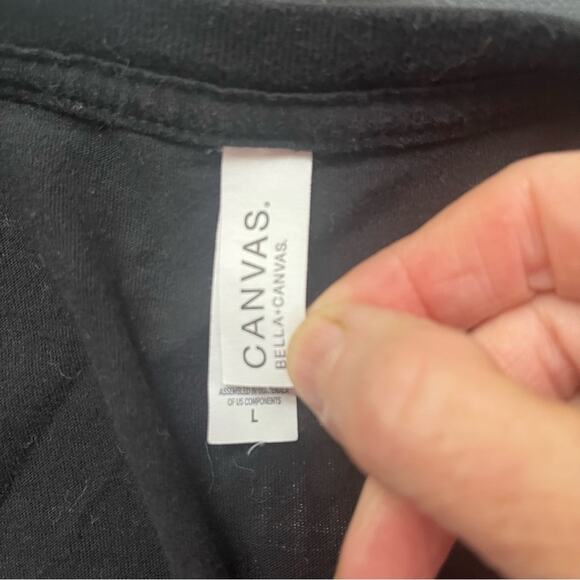 CANVAS.
BELLA+CANVAS.
ASSEMBLED IN
OF US COMPONENTS
L